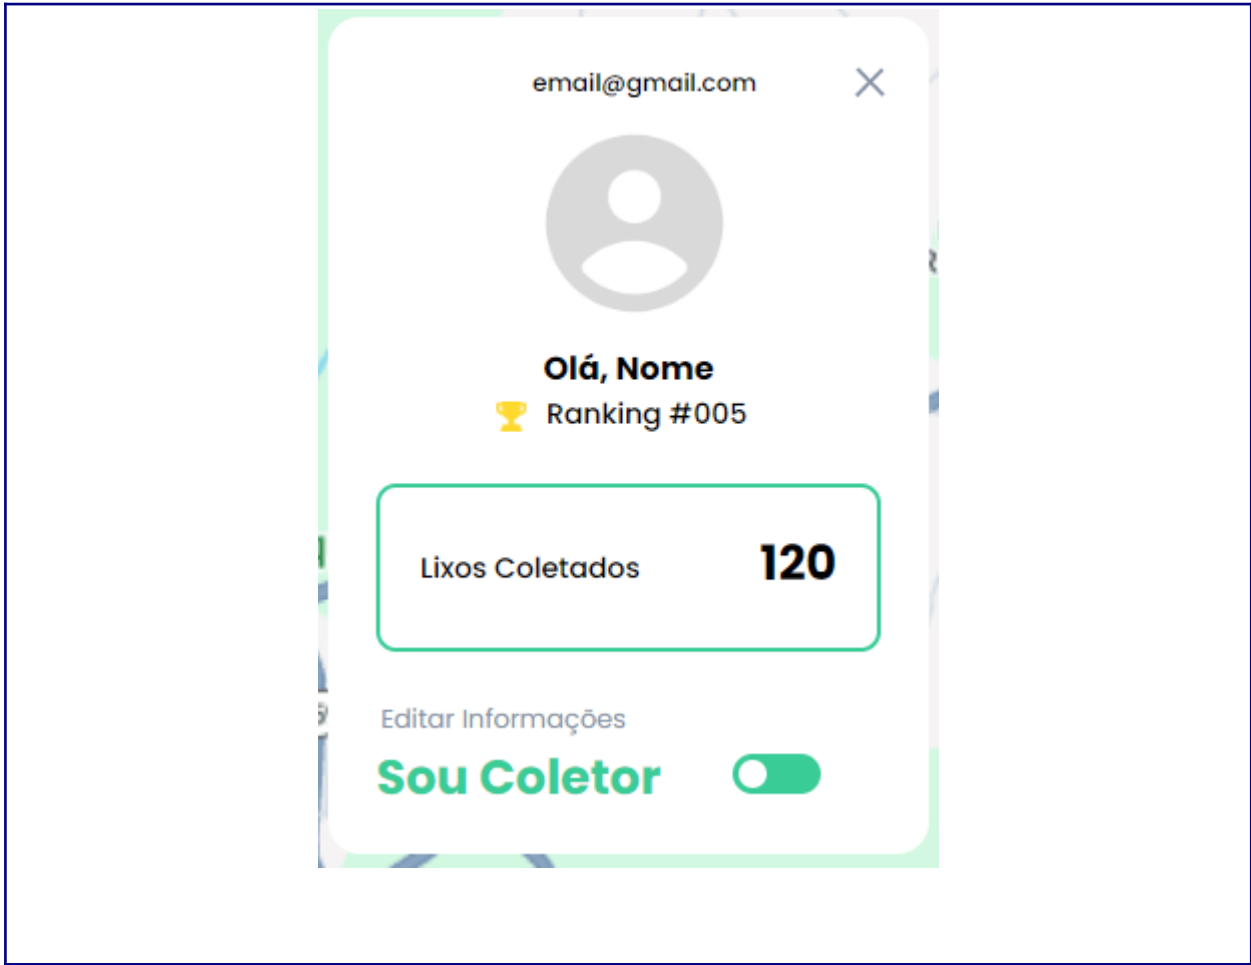 email@gmail.com
Olá, Nome
Ranking #005
Lixos Coletados 120
Editar Informações
Sou Coletor